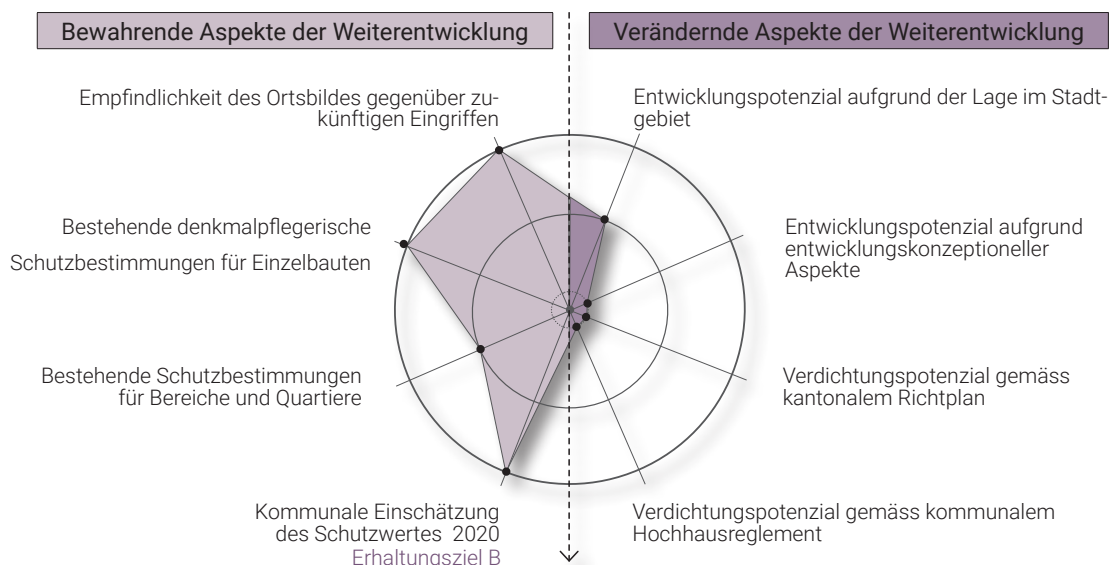 Bewahrende Aspekte der Weiterentwicklung
Verändernde Aspekte der Weiterentwicklung
Empfindlichkeit des Ortsbildes gegenüber zu-
künftigen Eingriffen
Entwicklungspotenzial aufgrund der Lage im Stadt-
gebiet
Bestehende denkmalpflegerische
Schutzbestimmungen für Einzelbauten
Entwicklungspotenzial aufgrund
entwicklungskonzeptioneller
Aspekte
Bestehende Schutzbestimmungen
für Bereiche und Quartiere
Verdichtungspotenzial gemäss
kantonalem Richtplan
Kommunale Einschätzung
des Schutzwertes 2020
Erhaltungsziel B
Verdichtungspotenzial gemäss kommunalem
Hochhausreglement